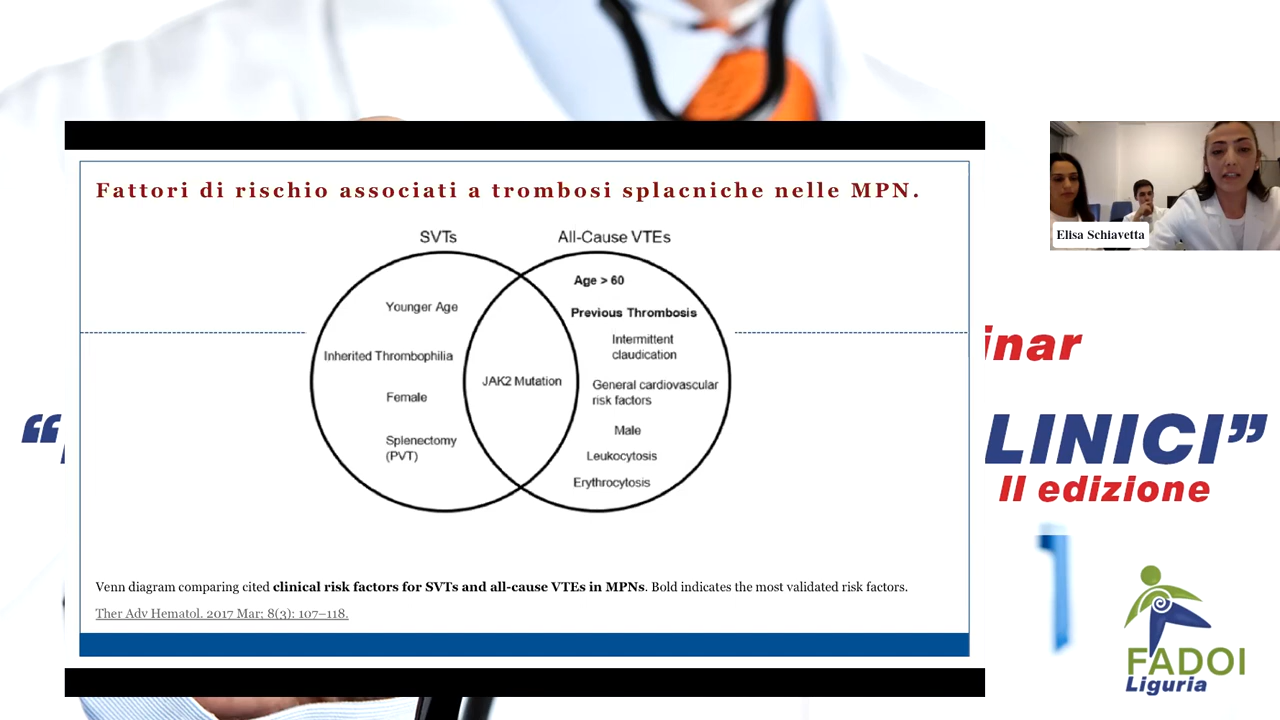 Fattori di rischio associati a trombosi splacniche nelle MPN.
SVTs
All-Cause VTEs
Younger Age
Inherited Thrombophilia
Female
Splenectomy
(PVT)
JAK2 Mutation
Age > 60
Previous Thrombosis
Intermittent
claudication
General cardiovascular
risk factors
Male
Leukocytosis
Erythrocytosis
Venn diagram comparing cited clinical risk factors for SVTs and all-cause VTEs in MPNs. Bold indicates the most validated risk factors.
Ther Adv Hematol. 2017 Mar; 8(3): 107–118.
Elisa Schiavetta
inar
“
LINICI”
II edizione
FADOI
Liguria